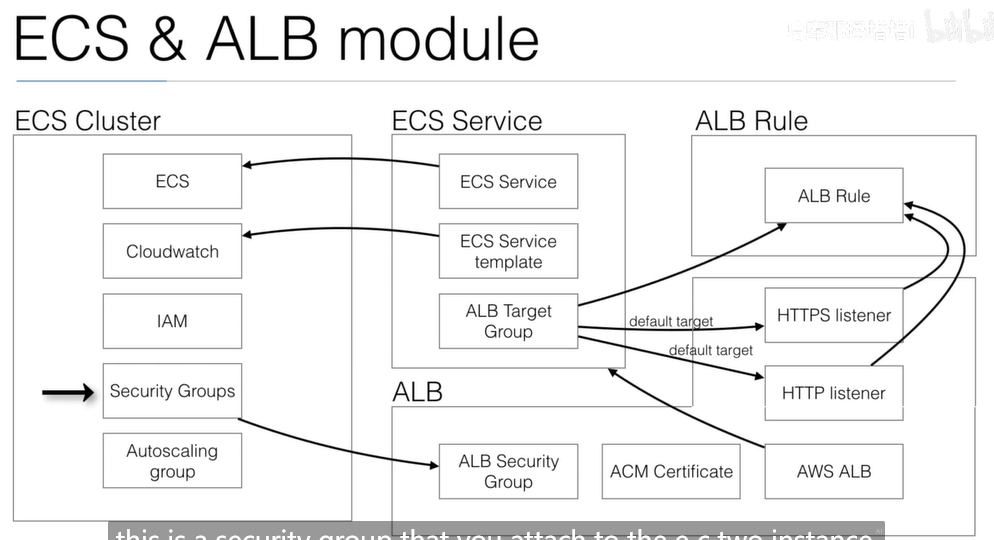 ECS & ALB module
bilibili
ECS Cluster
ECS
Cloudwatch
IAM
Security Groups
Autoscaling
group
ECS Service
ECS Service
ECS Service
template
ALB Target
Group
default target
default target
ALB Rule
ALB Rule
HTTPS listener
HTTP listener
ALB
ALB Security
Group
ACM Certificate
AWS ALB
this is a security group that you attach to the e c two instance